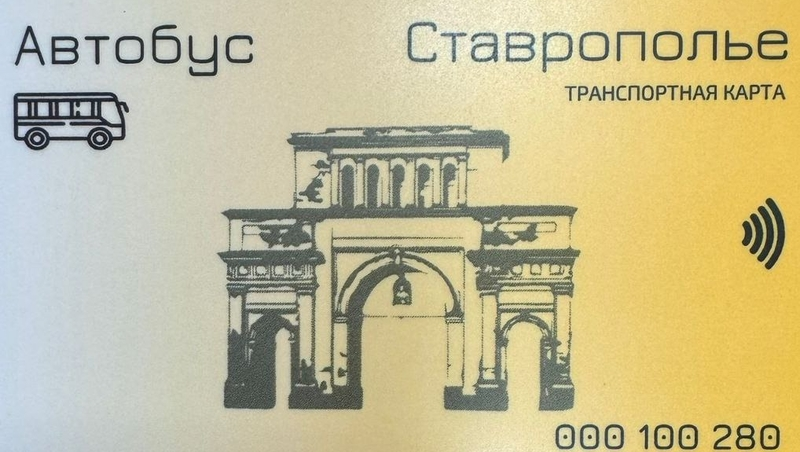 Автобус
Ставрополье
ТРАНСПОРТНАЯ КАРТА
000 100 280